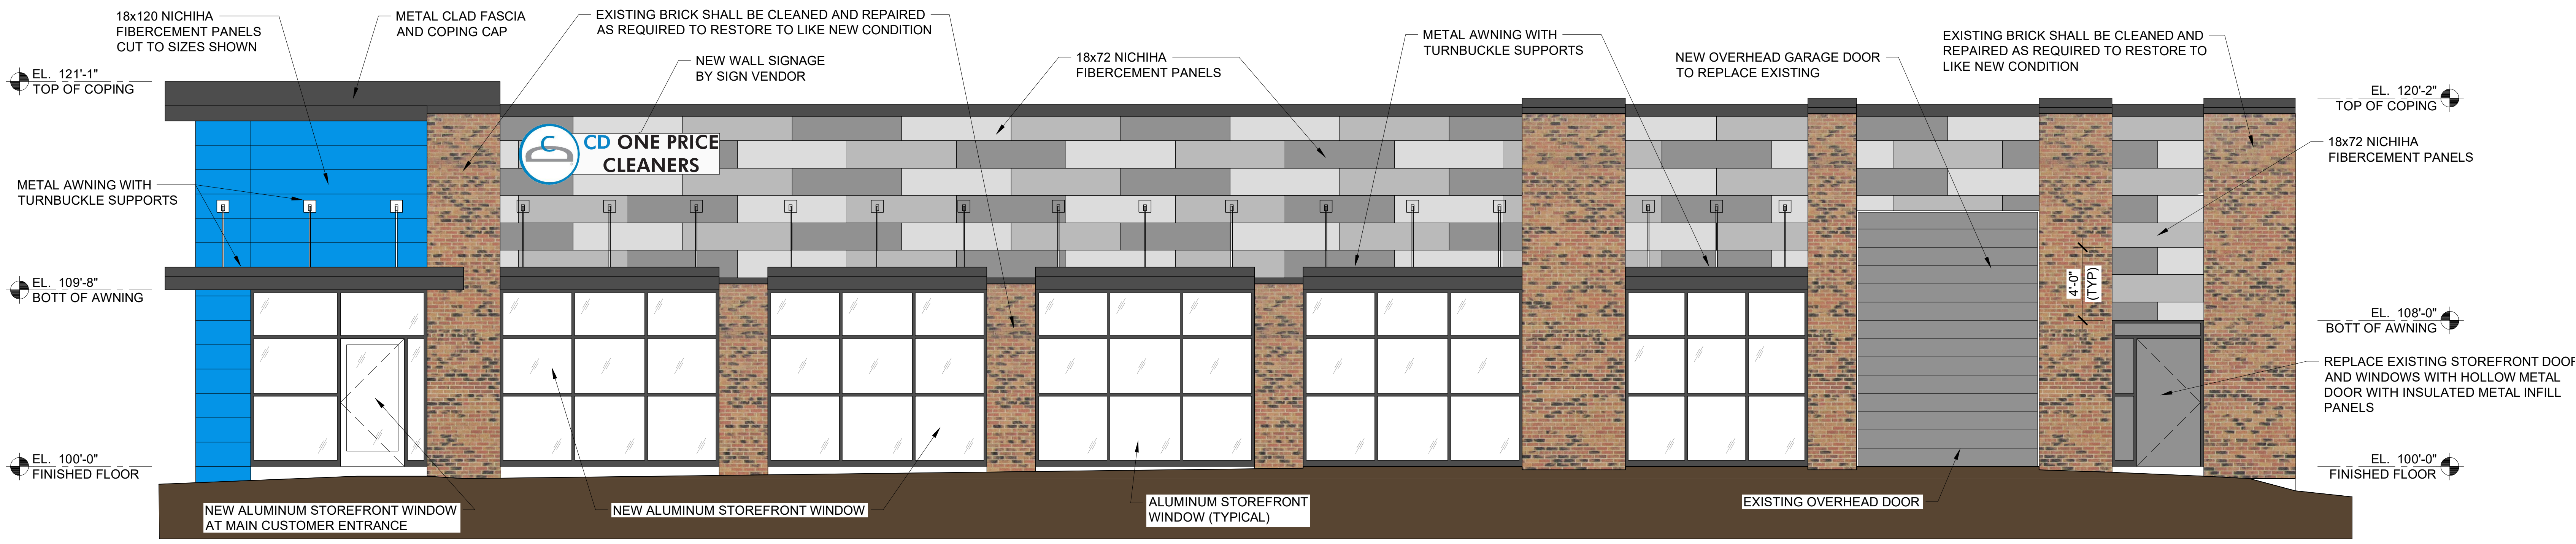 18x120 NICHIHA
FIBERCEMENT PANELS
CUT TO SIZES SHOWN
METAL CLAD FASCIA
AND COPING CAP
EXISTING BRICK SHALL BE CLEANED AND REPAIRED
AS REQUIRED TO RESTORE TO LIKE NEW CONDITION
NEW WALL SIGNAGE
BY SIGN VENDOR
18x72 NICHIHA
FIBERCEMENT PANELS
METAL AWNING WITH
TURNBUCKLE SUPPORTS
NEW OVERHEAD GARAGE DOOR
TO REPLACE EXISTING
EXISTING BRICK SHALL BE CLEANED AND
REPAIRED AS REQUIRED TO RESTORE TO
LIKE NEW CONDITION
EL. 121'-1"
TOP OF COPING
EL. 120'-2"
TOP OF COPING
C
CD ONE PRICE
CLEANERS
18x72 NICHIHA
FIBERCEMENT PANELS
METAL AWNING WITH
TURNBUCKLE SUPPORTS
EL. 109'-8"
BOTT OF AWNING
4'-0"
(TYP)
EL. 108'-0"
BOTT OF AWNING
REPLACE EXISTING STOREFRONT DOOR
AND WINDOWS WITH HOLLOW METAL
DOOR WITH INSULATED METAL INFILL
PANELS
EL. 100'-0"
FINISHED FLOOR
EL. 100'-0"
FINISHED FLOOR
NEW ALUMINUM STOREFRONT WINDOW
AT MAIN CUSTOMER ENTRANCE
NEW ALUMINUM STOREFRONT WINDOW
ALUMINUM STOREFRONT
WINDOW (TYPICAL)
EXISTING OVERHEAD DOOR